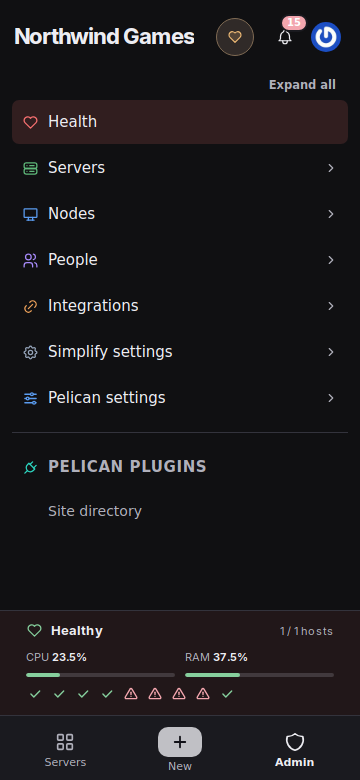 Northwind Games
15
Expand all
Health
Servers
Nodes
People
Integrations
Simplify settings
Pelican settings
PELICAN PLUGINS
Site directory
Healthy
1/1 hosts
CPU 23.5%
RAM 37.5%
Servers
New
Admin